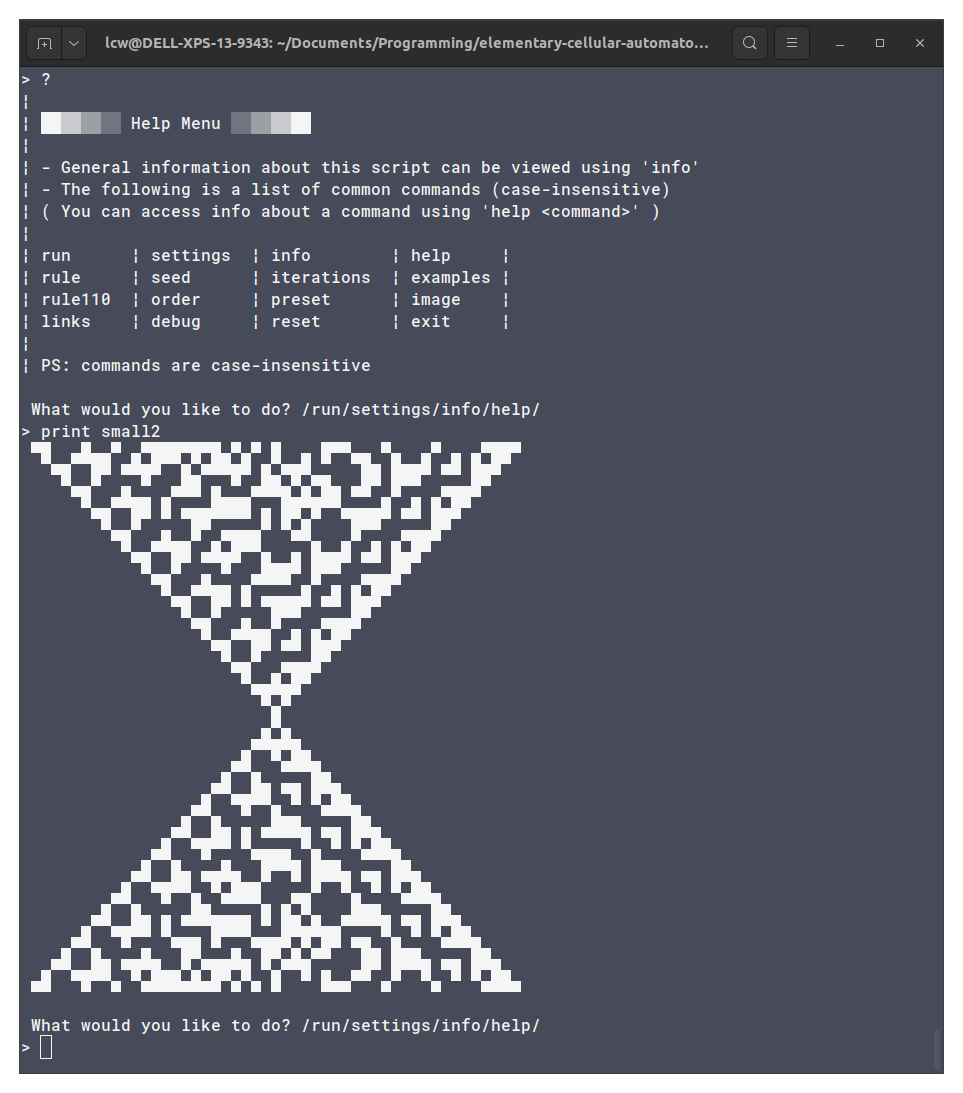 lcw@DELL-XPS-13-9343: ~/Documents/Programming/elementary-cellular-automato...
> ?
¦
¦ Help Menu
¦
¦ - General information about this script can be viewed using 'info'
¦ - The following is a list of common commands (case-insensitive)
¦ ( You can access info about a command using 'help <command>' )
¦
¦ run ¦ settings ¦ info ¦ help ¦
¦ rule ¦ seed ¦ iterations ¦ examples ¦
¦ rule110 ¦ order ¦ preset ¦ image ¦
¦ links ¦ debug ¦ reset ¦ exit ¦
¦
¦ PS: commands are case-insensitive
What would you like to do? /run/settings/info/help/
> print small2
What would you like to do? /run/settings/info/help/
>